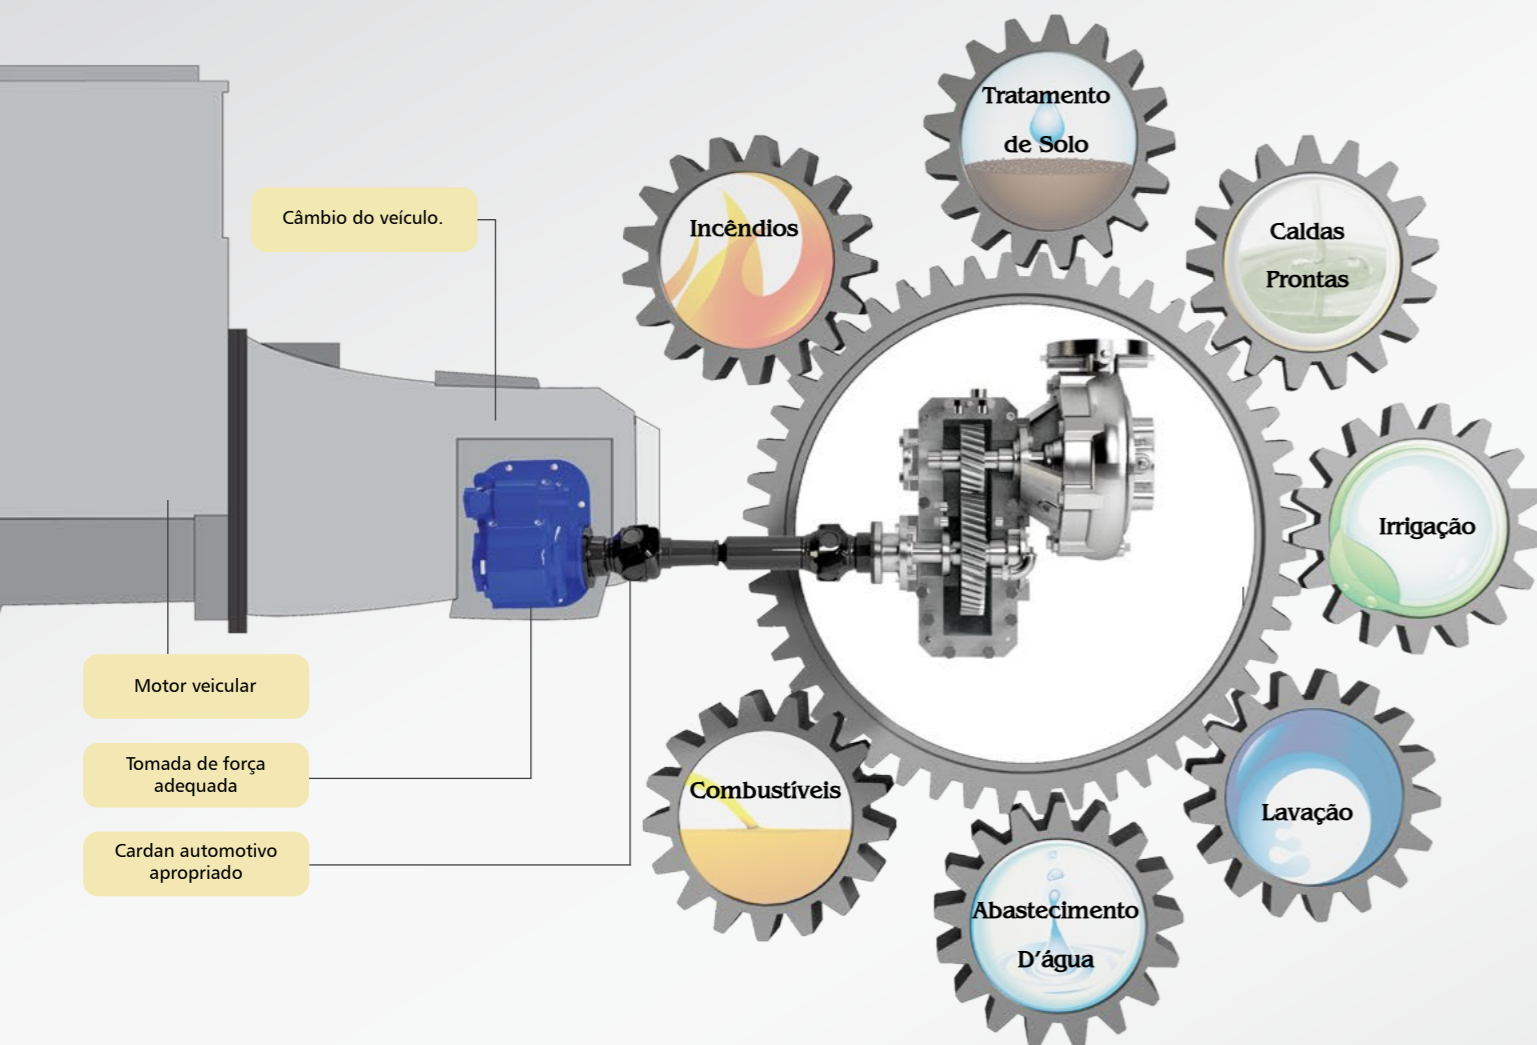 Tratamento
de Solo
Incêndios
Caldas
Prontas
Câmbio do veículo.
Irrigação
Motor veicular
Tomada de força
adequada
Cardan automotivo
apropriado
Combustíveis
Lavação
Abastecimento
D’água